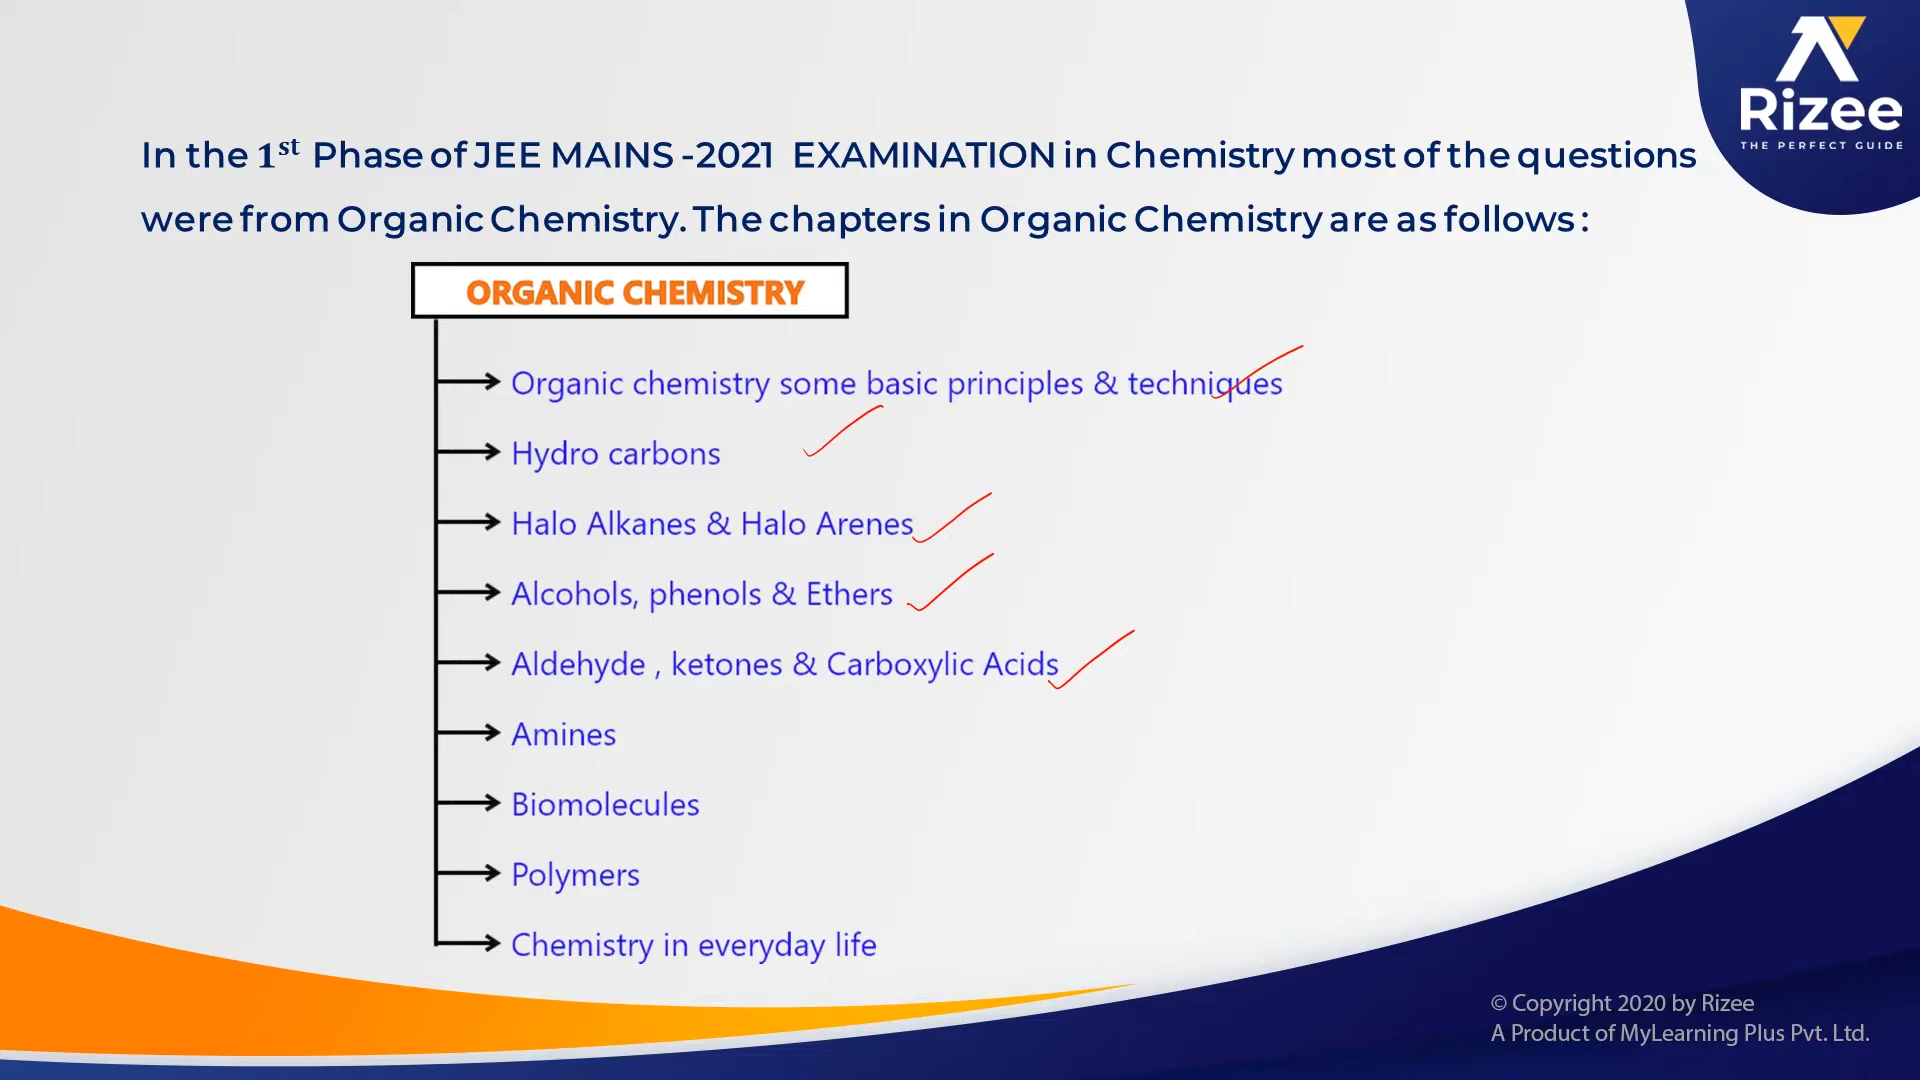 Rizee
THE PERFECT GUIDE
In the 1st Phase of JEE MAINS -2021 EXAMINATION in Chemistry most of the questions
were from Organic Chemistry. The chapters in Organic Chemistry are as follows :
ORGANIC CHEMISTRY
Organic chemistry some basic principles & techniques
Hydro carbons
Halo Alkanes & Halo Arenes
Alcohols, phenols & Ethers
Aldehyde , ketones & Carboxylic Acids
Amines
Biomolecules
Polymers
Chemistry in everyday life
© Copyright 2020 by Rizee
A Product of MyLearning Plus Pvt. Ltd.